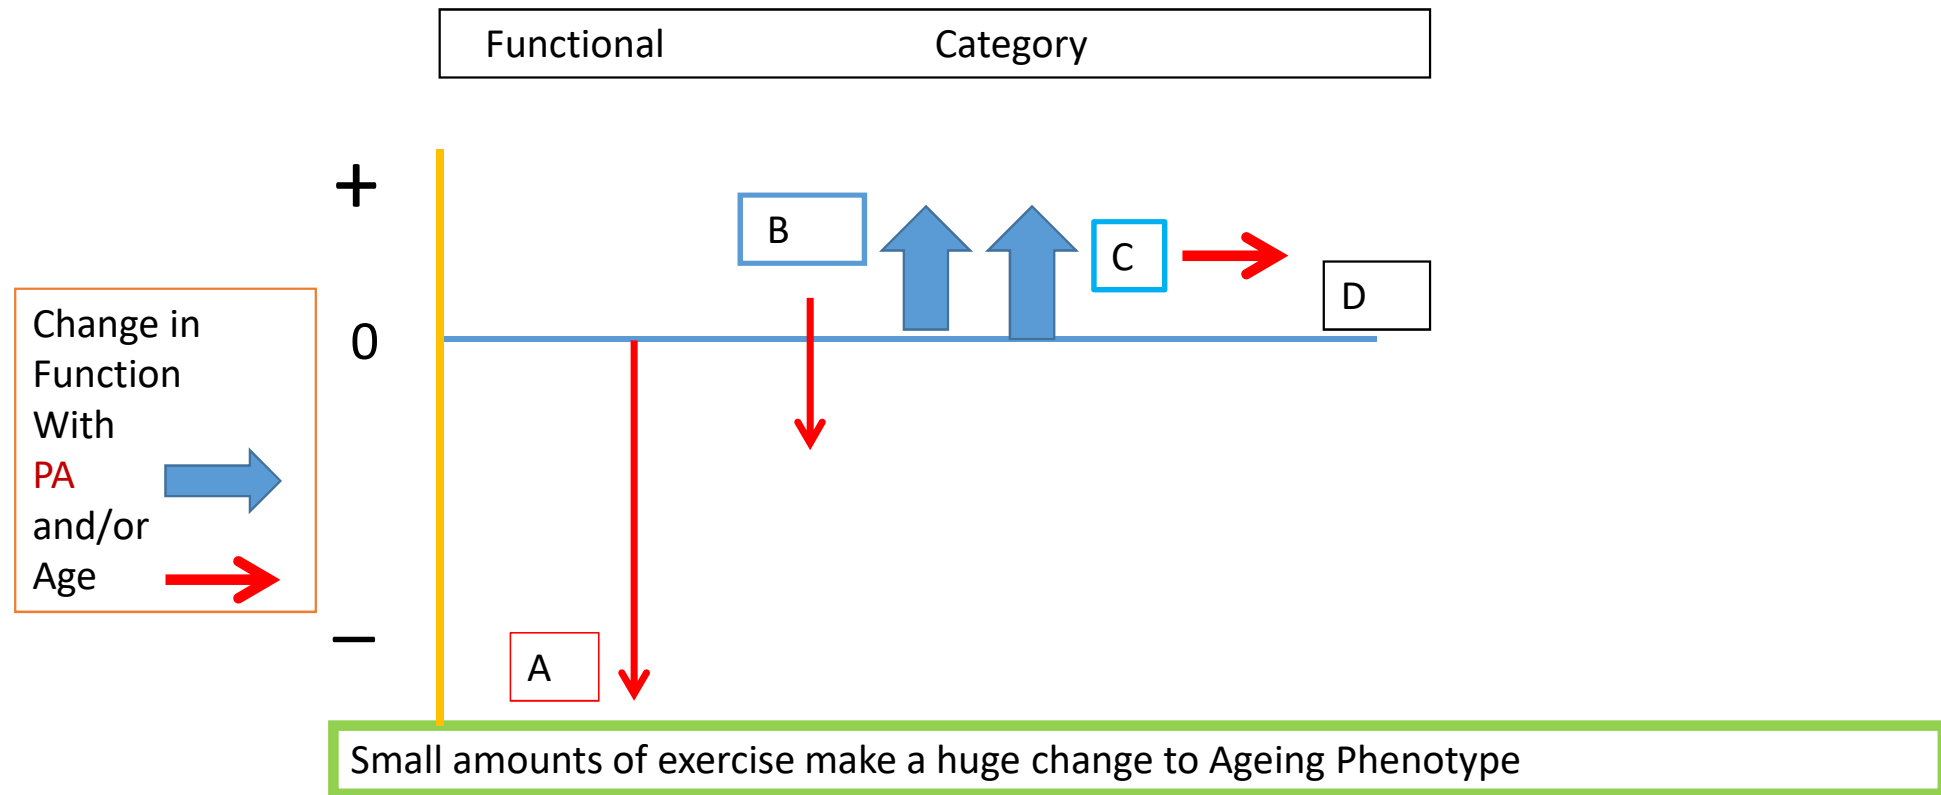 Functional Category
+
B
C
D
0
Change in
Function
With
PA
and/or
Age
–
A
Small amounts of exercise make a huge change to Ageing Phenotype